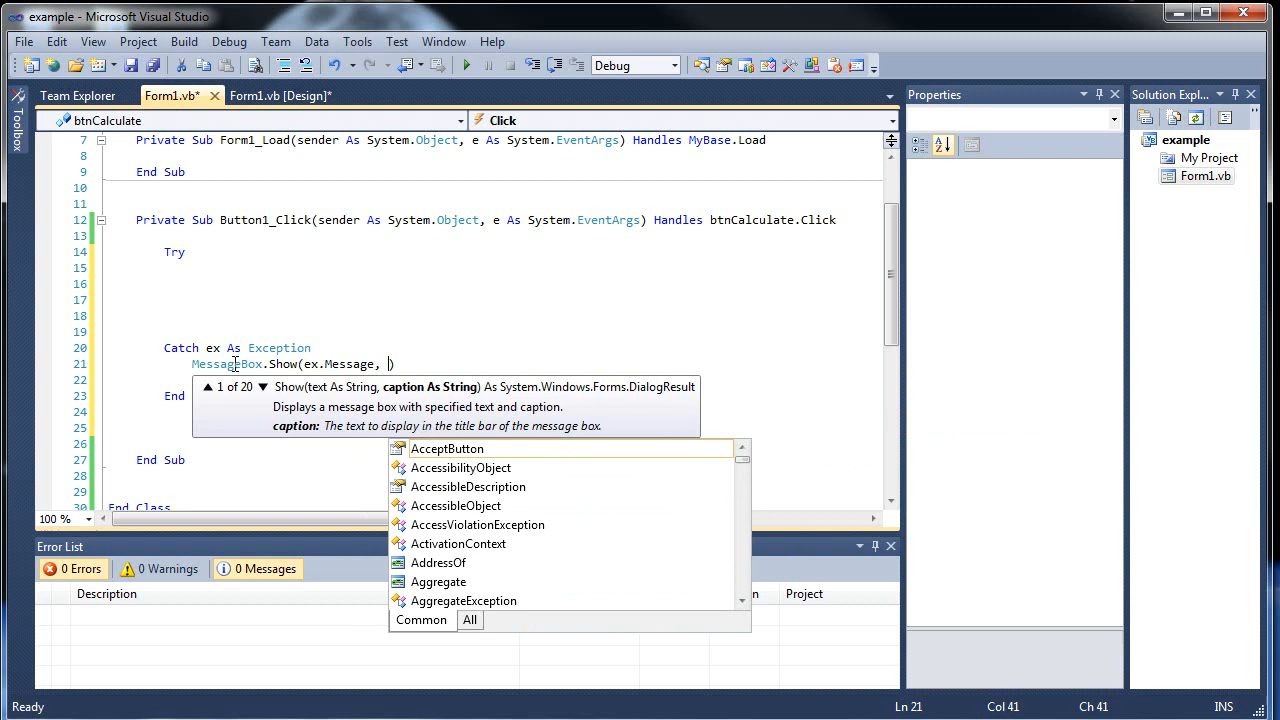 example - Microsoft Visual Studio
File Edit View Project Build Debug Team Data Tools Test Window Help
Debug
Team Explorer Form1.vb* Form1.vb [Design]*
Toolbox
btnCalculate Click
7 Private Sub Form1_Load(sender As System.Object, e As System.EventArgs) Handles MyBase.Load
8
9 End Sub
10
11
12 Private Sub Button1_Click(sender As System.Object, e As System.EventArgs) Handles btnCalculate.Click
13
14 Try
15
16
17
18
19
20 Catch ex As Exception
21 MessageBox.Show(ex.Message, )
22
23 End
24
25
26
27 End Sub
28
29
30 End Class
1 of 20 Show(text As String, caption As String) As System.Windows.Forms.DialogResult
Displays a message box with specified text and caption.
caption: The text to display in the title bar of the message box.
AcceptButton
AccessibilityObject
AccessibleDescription
AccessibleObject
AccessViolationException
ActivationContext
AddressOf
Aggregate
AggregateException
Common All
100 %
Error List
0 Errors 0 Warnings 0 Messages
Description Project
Properties
Solution Expl...
example
My Project
Form1.vb
Ready Ln 21 Col 41 Ch 41 INS